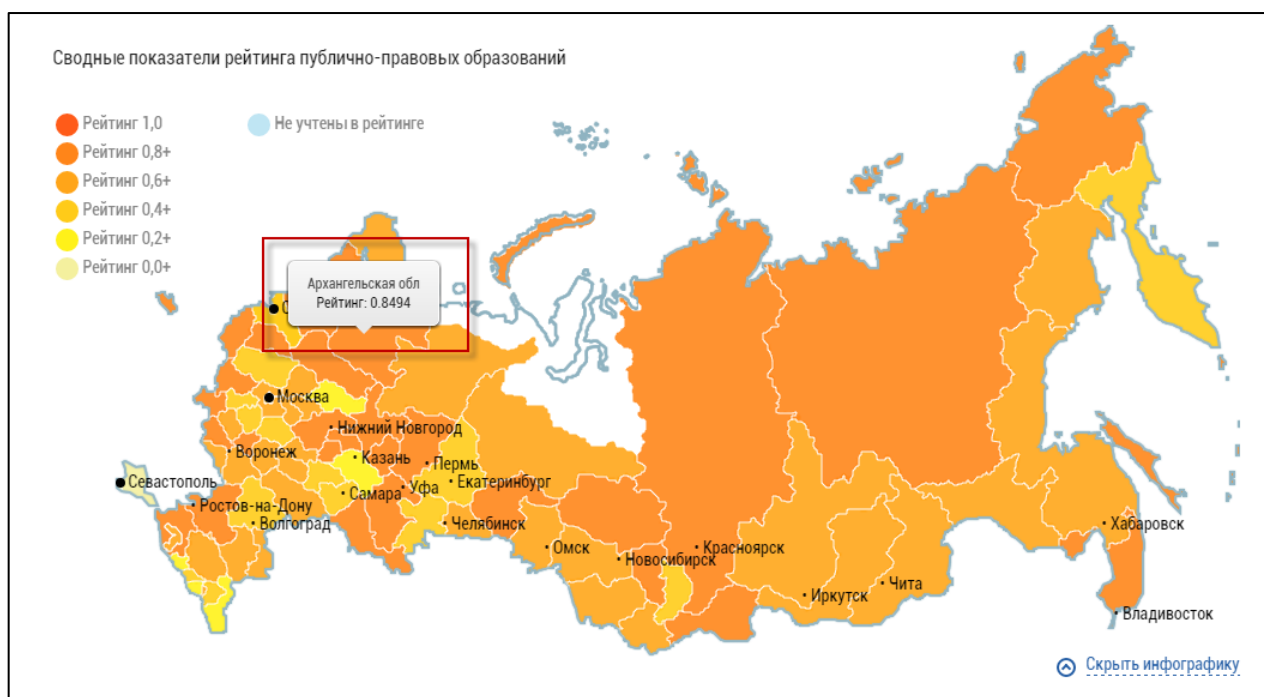 Сводные показатели рейтинга публично-правовых образований
Рейтинг 1,0
Не учтены в рейтинге
Рейтинг 0,8+
Рейтинг 0,6+
Рейтинг 0,4+
Рейтинг 0,2+
Рейтинг 0,0+
Архангельская обл
Рейтинг: 0.8494
Москва
Нижний Новгород
Воронеж
Казань
Пермь
Севастополь
Уфа
Екатеринбург
Самара
Ростов-на-Дону
Волгоград
Челябинск
Хабаровск
Омск
Новосибирск
Красноярск
Иркутск
Чита
Владивосток
Скрыть инфографику